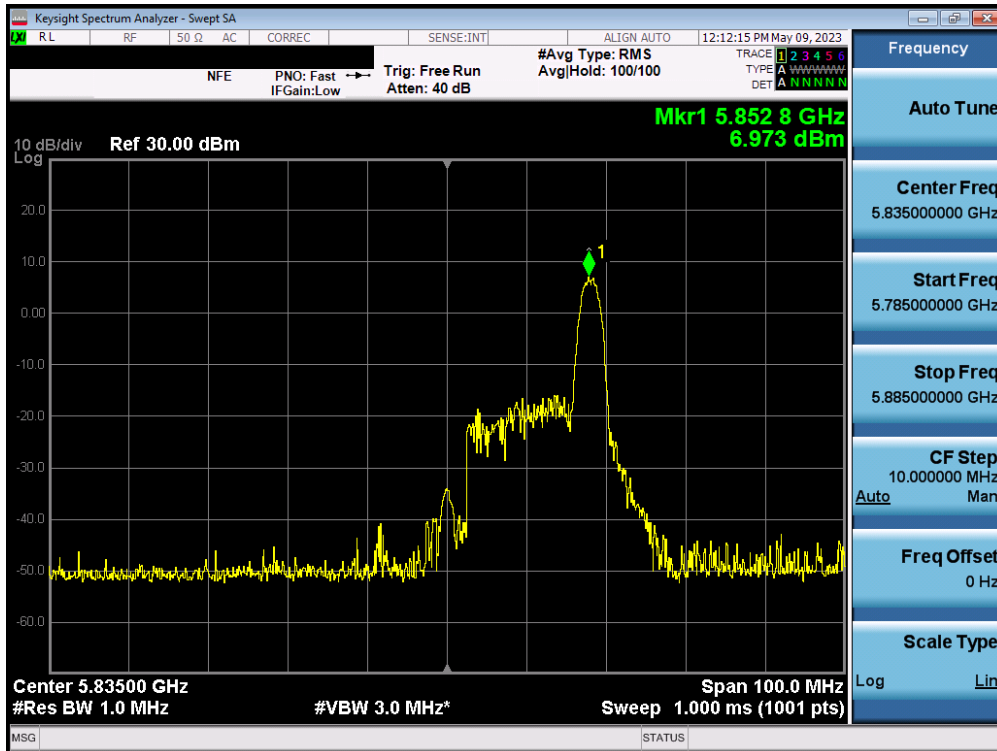 Keysight Spectrum Analyzer - Swept SA
LXI RL RF 50 Ω AC CORREC SENSE:INT ALIGN AUTO 12:12:15 PM May 09, 2023
NFE PNO: Fast Trig: Free Run #Avg Type: RMS TRACE 1 2 3 4 5 6
IFGain:Low Atten: 40 dB Avg|Hold: 100/100 TYPE A WWWWW
DET A N N N N N
Mkr1 5.852 8 GHz
6.973 dBm
10 dB/div Ref 30.00 dBm
Log
1
20.0
10.0
0.00
-10.0
-20.0
-30.0
-40.0
-50.0
-60.0
Center 5.83500 GHz Span 100.0 MHz
#Res BW 1.0 MHz #VBW 3.0 MHz* Sweep 1.000 ms (1001 pts)
MSG STATUS
Frequency
Auto Tune
Center Freq
5.835000000 GHz
Start Freq
5.785000000 GHz
Stop Freq
5.885000000 GHz
CF Step
10.000000 MHz
Auto Man
Freq Offset
0 Hz
Scale Type
Log Lin